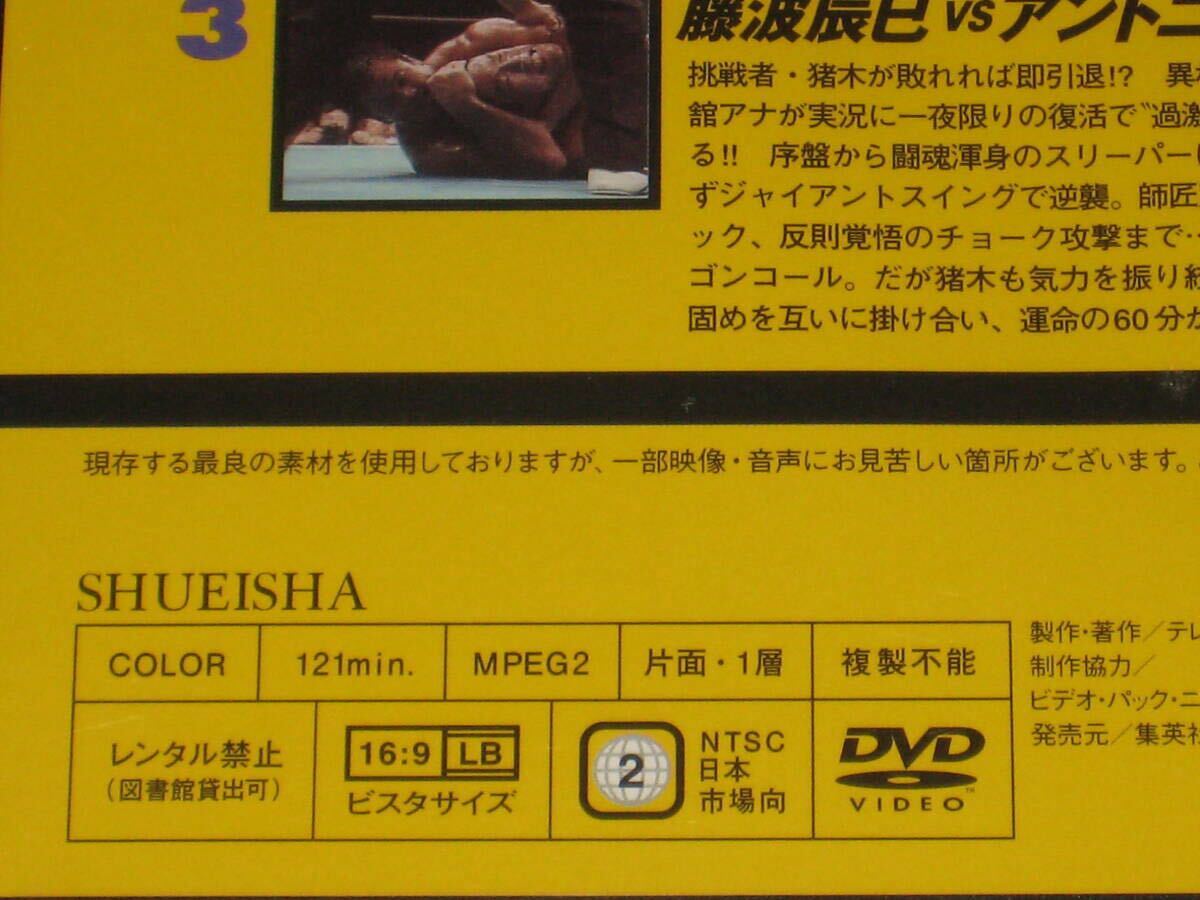 3
藤波辰巳 VS アントニ
挑戦者・猪木が敗れれば即引退!? 異
舘アナが実況に一夜限りの復活で“過激
る!! 序盤から闘魂渾身のスリーパー
ずジャイアントスイングで逆襲。師匠
ック、反則覚悟のチョーク攻撃まで…
ゴンコール。だが猪木も気力を振り絞
固めを互いに掛け合い、運命の60分が
現存する最良の素材を使用しておりますが、一部映像・音声にお見苦しい箇所がございます。
SHUEISHA
COLOR 121min. MPEG2 片面・1層 複製不能
レンタル禁止
(図書館貸出可)
16:9 LB
ビスタサイズ
2
NTSC
日本
市場向
DVD
VIDEO
TM
製作・著作/テレ
制作協力/
ビデオ・パック・ニ
発売元/集英社